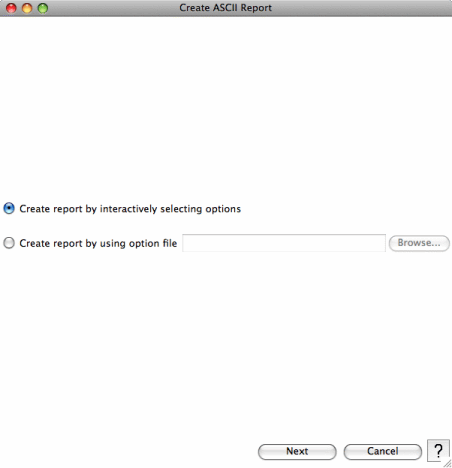 Create ASCII Report
Create report by interactively selecting options
Create report by using option file Browse...
Next Cancel ?